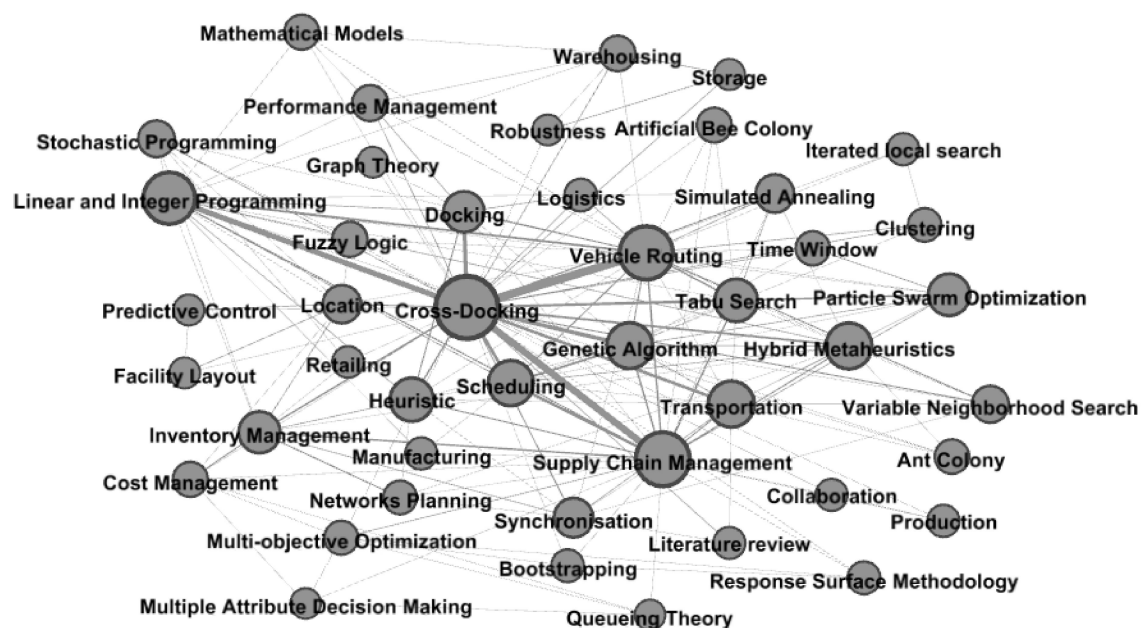 Mathematical Models
Warehousing
Storage
Performance Management
Robustness
Artificial Bee Colony
Stochastic Programming
Iterated local search
Graph Theory
Linear and Integer Programming
Logistics
Simulated Annealing
Docking
Clustering
Fuzzy Logic
Vehicle Routing
Time Window
Predictive Control
Location
Cross-Docking
Tabu Search
Particle Swarm Optimization
Genetic Algorithm
Hybrid Metaheuristics
Facility Layout
Retailing
Scheduling
Heuristic
Transportation
Variable Neighborhood Search
Inventory Management
Manufacturing
Supply Chain Management
Ant Colony
Cost Management
Networks Planning
Collaboration
Synchronisation
Production
Multi-objective Optimization
Literature review
Bootstrapping
Response Surface Methodology
Multiple Attribute Decision Making
Queueing Theory